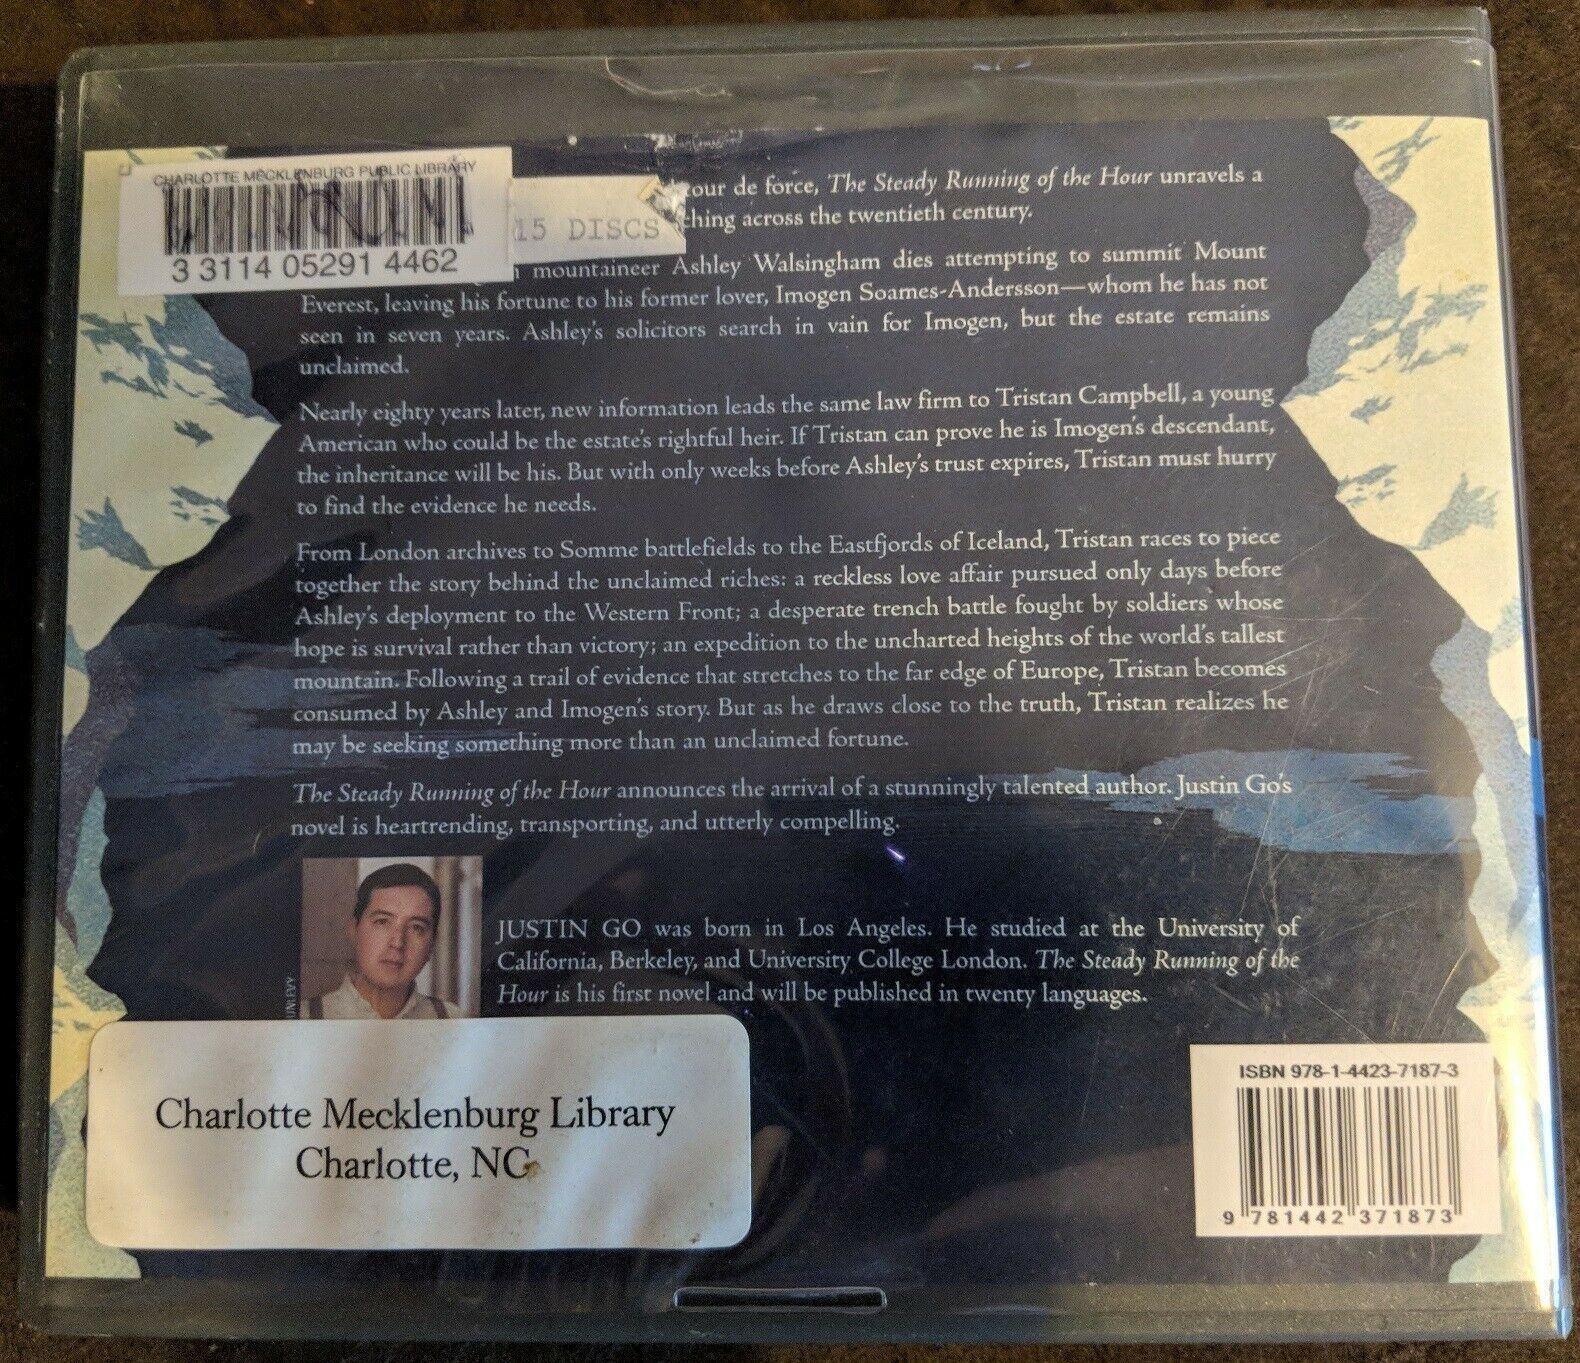 CHARLOTTE MECKLENBURG PUBLIC LIBRARY
3 3114 05291 4462
15 DISCS
tour de force, The Steady Running of the Hour unravels a
ching across the twentieth century.
mountaineer Ashley Walsingham dies attempting to summit Mount
Everest, leaving his fortune to his former lover, Imogen Soames-Andersson—whom he has not
seen in seven years. Ashley's solicitors search in vain for Imogen, but the estate remains
unclaimed.
Nearly eighty years later, new information leads the same law firm to Tristan Campbell, a young
American who could be the estate's rightful heir. If Tristan can prove he is Imogen's descendant,
the inheritance will be his. But with only weeks before Ashley's trust expires, Tristan must hurry
to find the evidence he needs.
From London archives to Somme battlefields to the Eastfjords of Iceland, Tristan races to piece
together the story behind the unclaimed riches: a reckless love affair pursued only days before
Ashley's deployment to the Western Front; a desperate trench battle fought by soldiers whose
hope is survival rather than victory; an expedition to the uncharted heights of the world's tallest
mountain. Following a trail of evidence that stretches to the far edge of Europe, Tristan becomes
consumed by Ashley and Imogen's story. But as he draws close to the truth, Tristan realizes he
may be seeking something more than an unclaimed fortune.
The Steady Running of the Hour announces the arrival of a stunningly talented author. Justin Go's
novel is heartrending, transporting, and utterly compelling.
JUSTIN GO was born in Los Angeles. He studied at the University of
California, Berkeley, and University College London. The Steady Running of the
Hour is his first novel and will be published in twenty languages.
Charlotte Mecklenburg Library
Charlotte, NC
ISBN 978-1-4423-7187-3
9 781442 371873